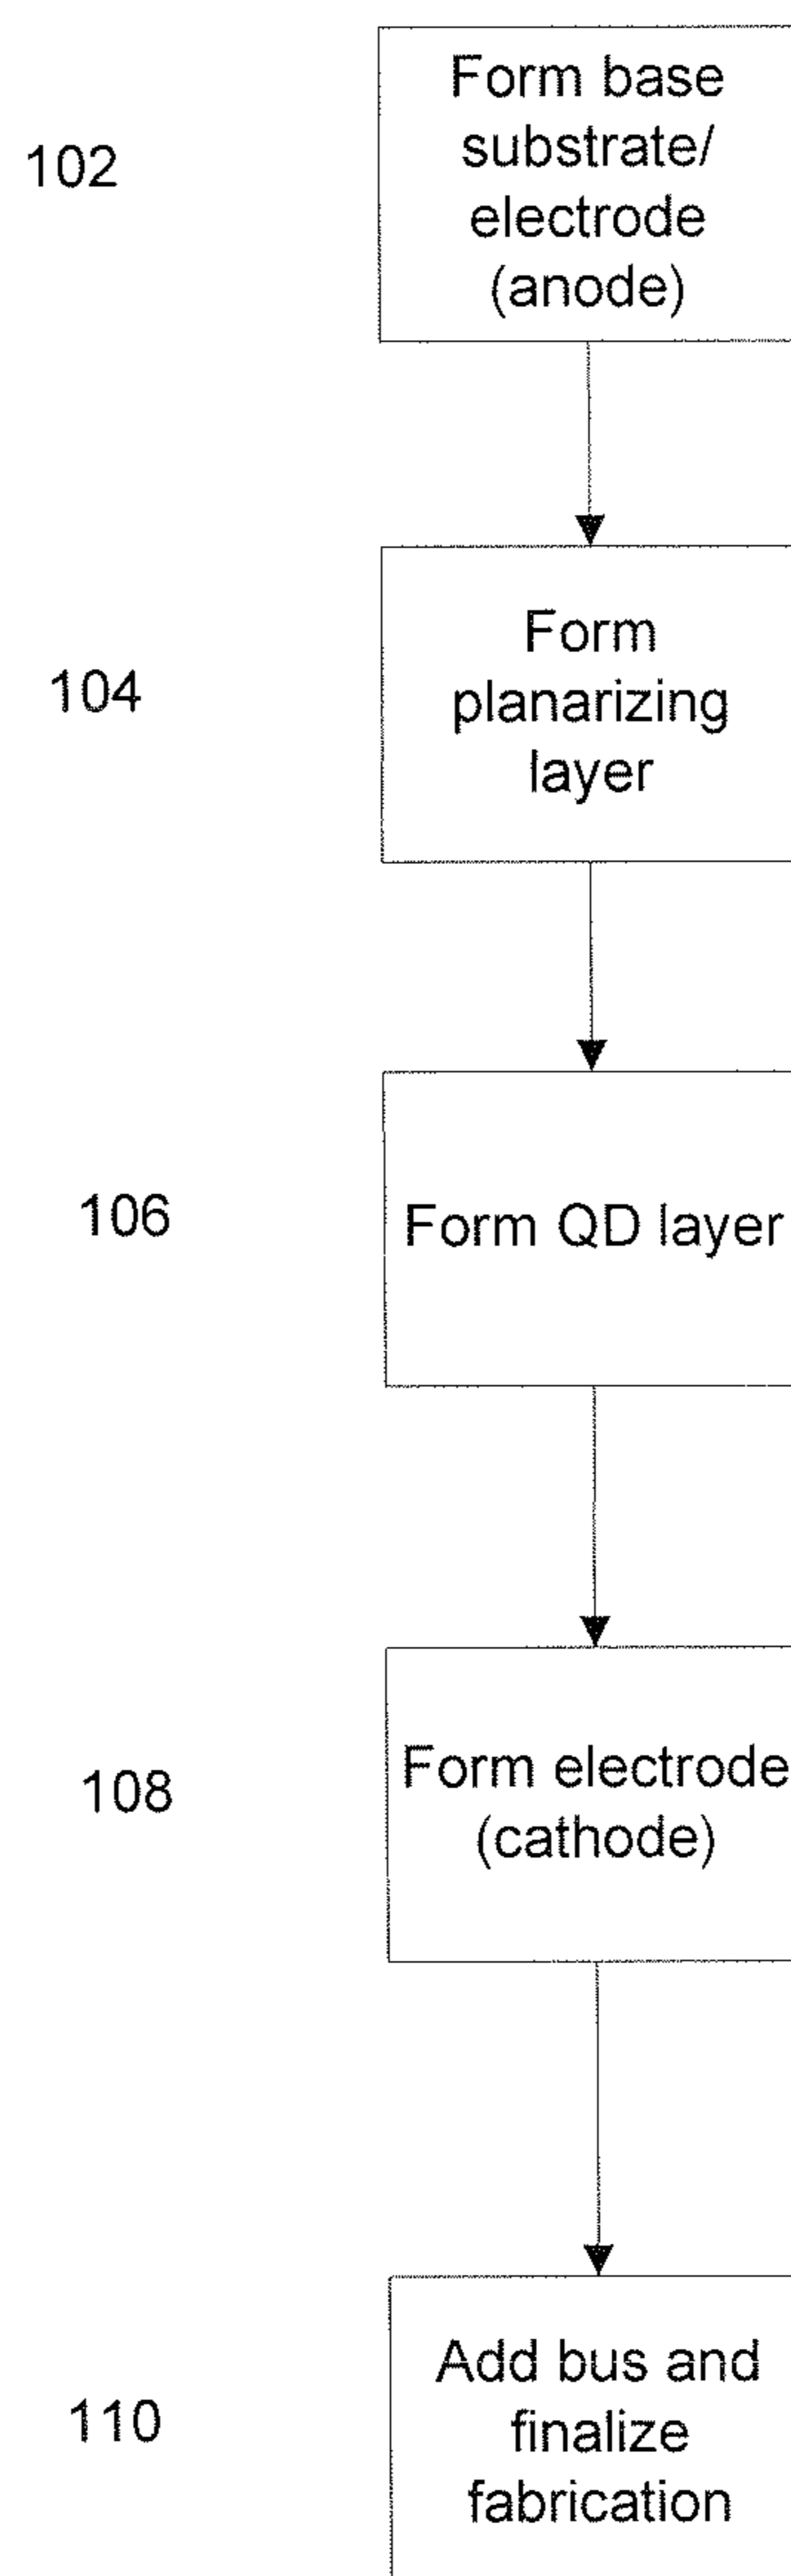 102
Form base
substrate/
electrode
(anode)
104
Form
planarizing
layer
106
Form QD layer
108
Form electrode
(cathode)
110
Add bus and
finalize
fabrication